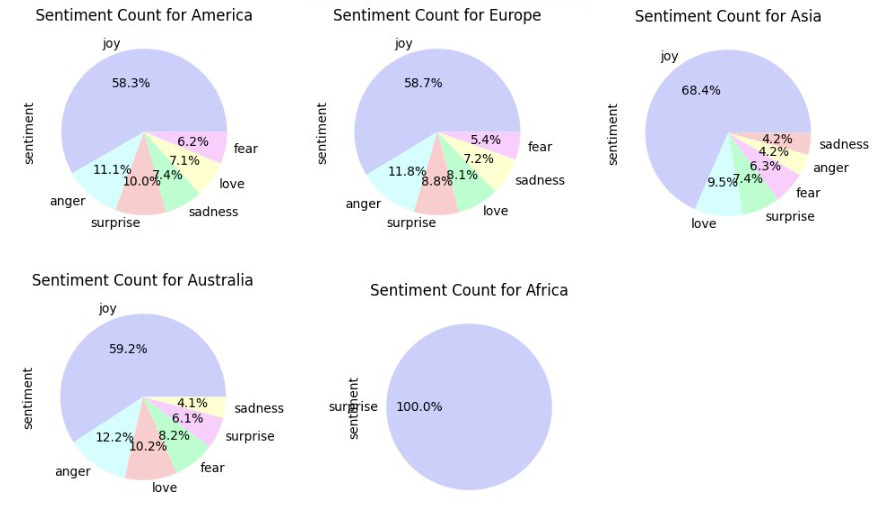 Sentiment Count for America
joy
58.3%
sentiment
6.2%
fear
7.1%
11.1%
7.4%
10.0%
love
anger
sadness
surprise
Sentiment Count for Europe
joy
58.7%
sentiment
5.4%
fear
7.2%
11.8%
8.1%
8.8%
sadness
anger
love
surprise
Sentiment Count for Asia
joy
68.4%
sentiment
4.2%
sadness
4.2%
anger
6.3%
9.5%
7.4%
fear
surprise
love
Sentiment Count for Australia
joy
59.2%
sentiment
4.1%
sadness
6.1%
surprise
12.2%
8.2%
10.2%
fear
anger
love
Sentiment Count for Africa
sentiment
surprise
100.0%